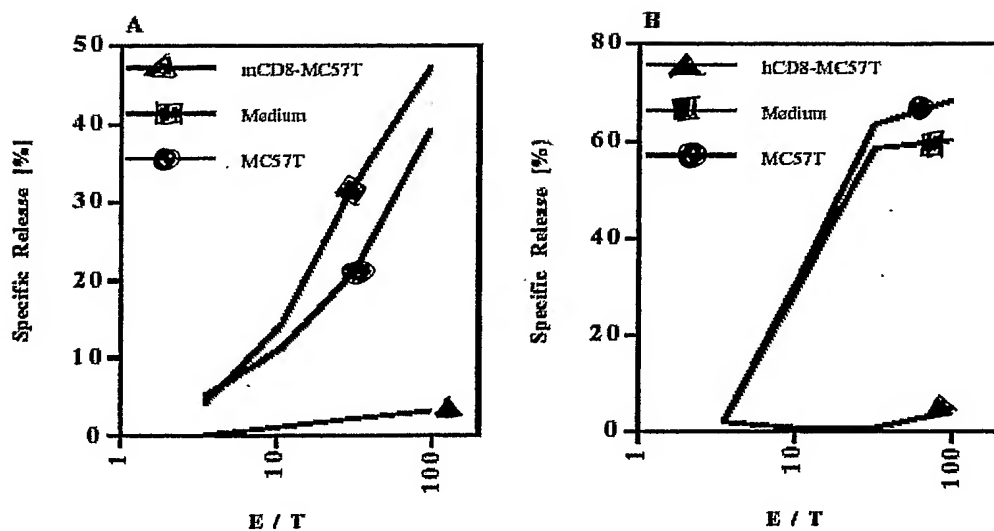 A
Specific Release [%]
50
40
30
20
10
0
mCD8-MC57T
Medium
MC57T
1
10
100
E / T
B
Specific Release [%]
80
60
40
20
0
hCD8-MC57T
Medium
MC57T
1
10
100
E / T